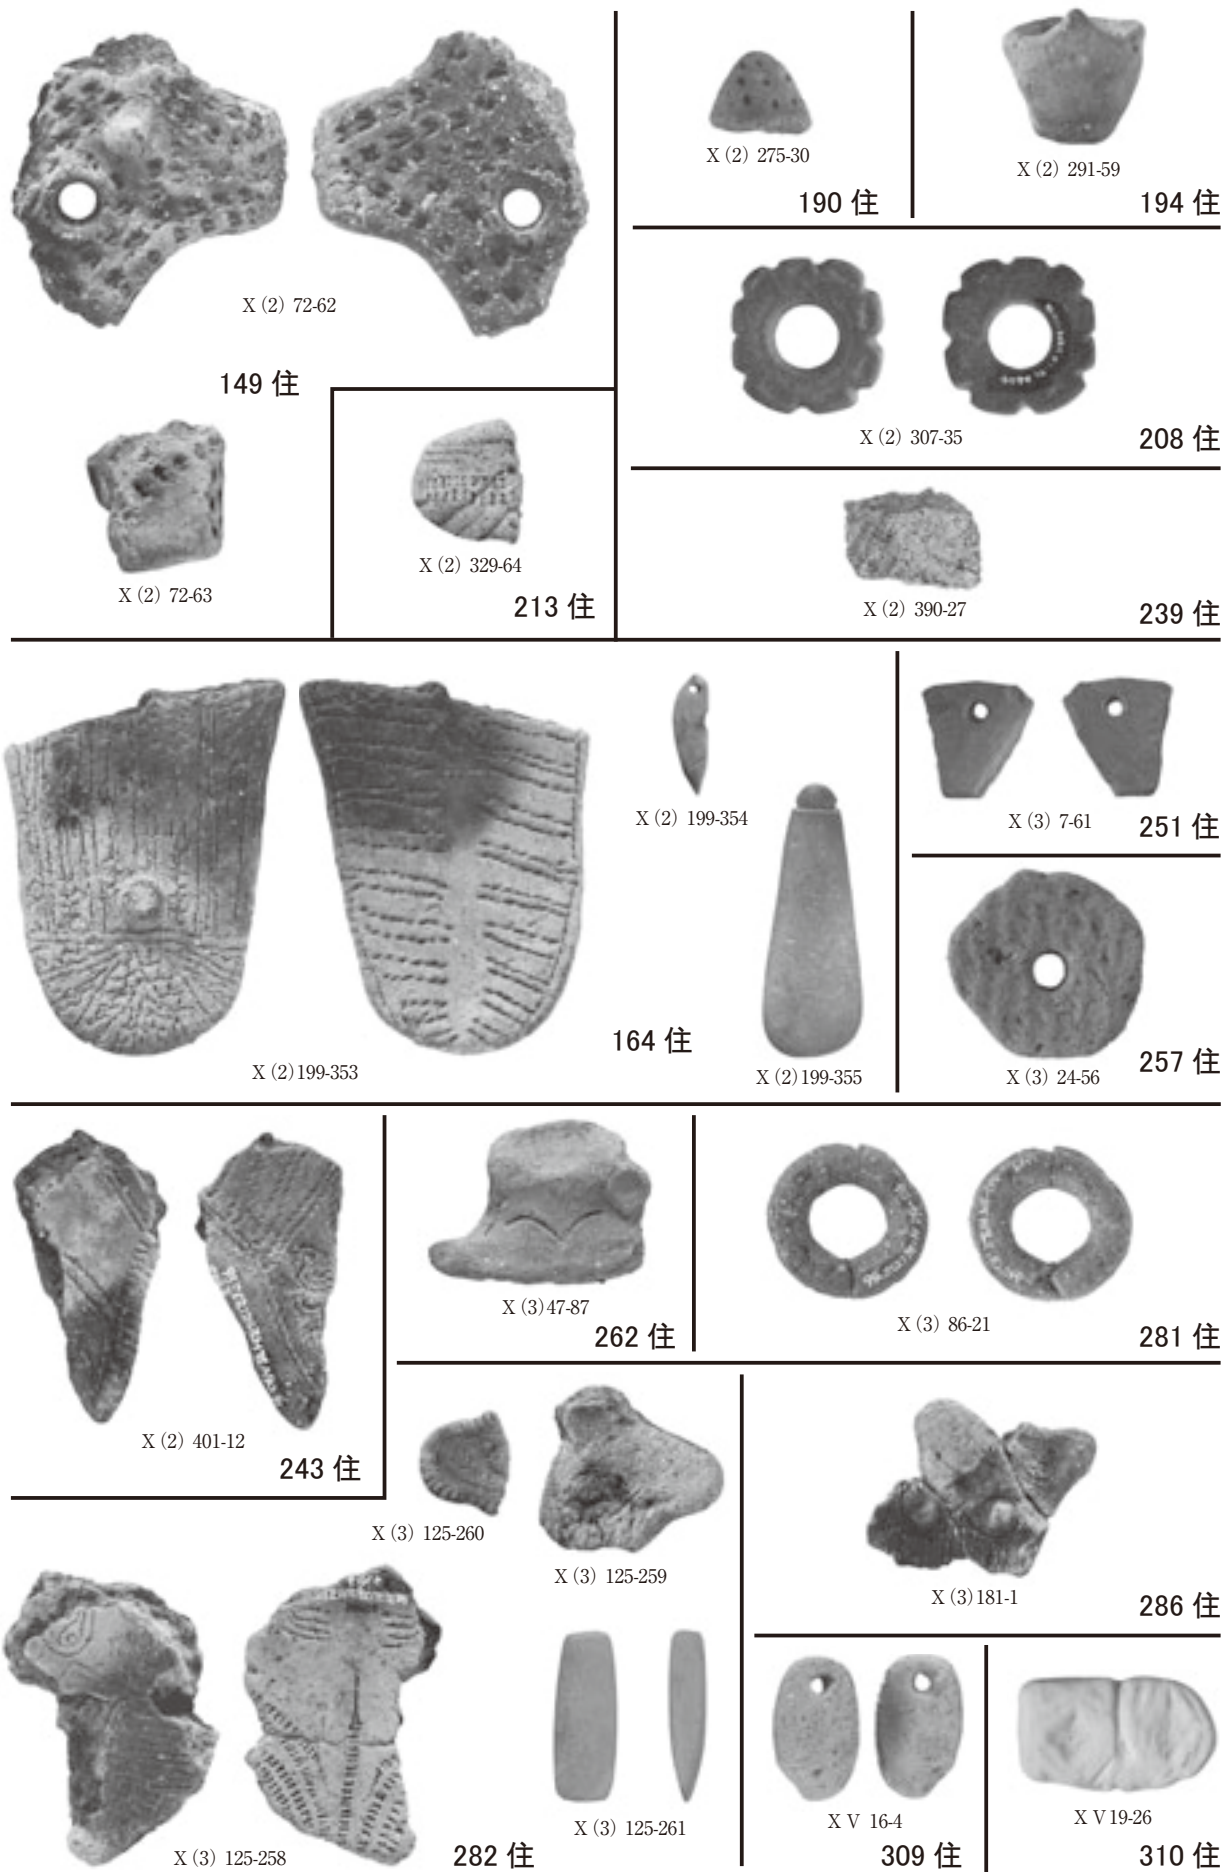 X (2) 72-62
149 住
X (2) 72-63
X (2) 329-64
213 住
X (2) 275-30
190 住
X (2) 291-59
194 住
X (2) 307-35
208 住
X (2) 390-27
239 住
X (2) 199-353
X (2) 199-354
164 住
X (2) 199-355
X (3) 7-61
251 住
X (3) 24-56
257 住
X (2) 401-12
243 住
X (3) 47-87
262 住
X (3) 86-21
281 住
X (3) 125-260
X (3) 125-259
X (3) 125-258
X (3) 125-261
282 住
X (3) 181-1
286 住
X V 16-4
309 住
X V 19-26
310 住